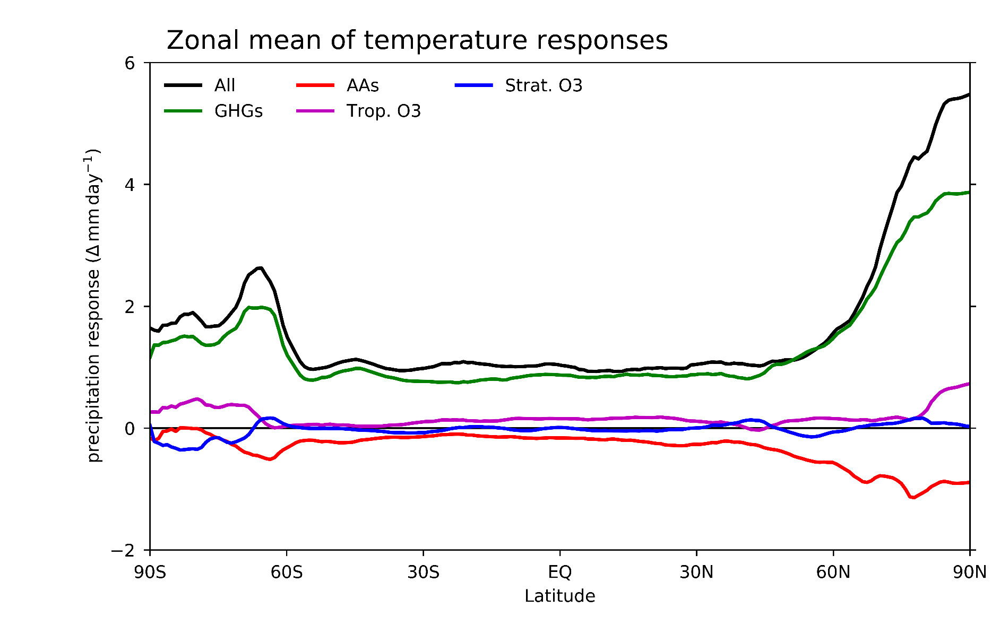 Zonal mean of temperature responses
All
AAs
Strat. O3
GHGs
Trop. O3
6
4
2
0
−2
precipitation response (Δ mm day⁻¹)
90S
60S
30S
EQ
30N
60N
90N
Latitude